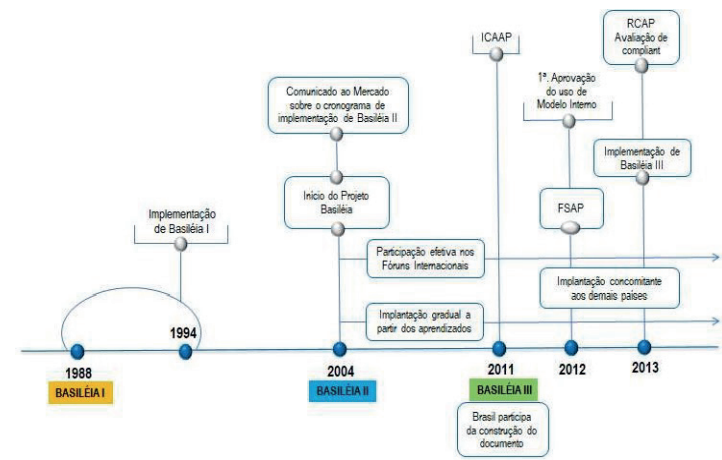 RCAP
Avaliação de
compliant
ICAAP
1ª. Aprovação
do uso de
Modelo Interno
Comunicado ao Mercado
sobre o cronograma de
implementação de Basiléia II
Implementação de
Basiléia III
Início do Projeto
Basiléia
FSAP
Implementação
de Basiléia I
Participação efetiva nos
Fóruns Internacionais
Implantação concomitante
aos demais países
Implantação gradual a
partir dos aprendizados
1988
BASILÉIA I
1994
2004
BASILÉIA II
2011
BASILÉIA III
Brasil participa
da construção do
documento
2012
2013